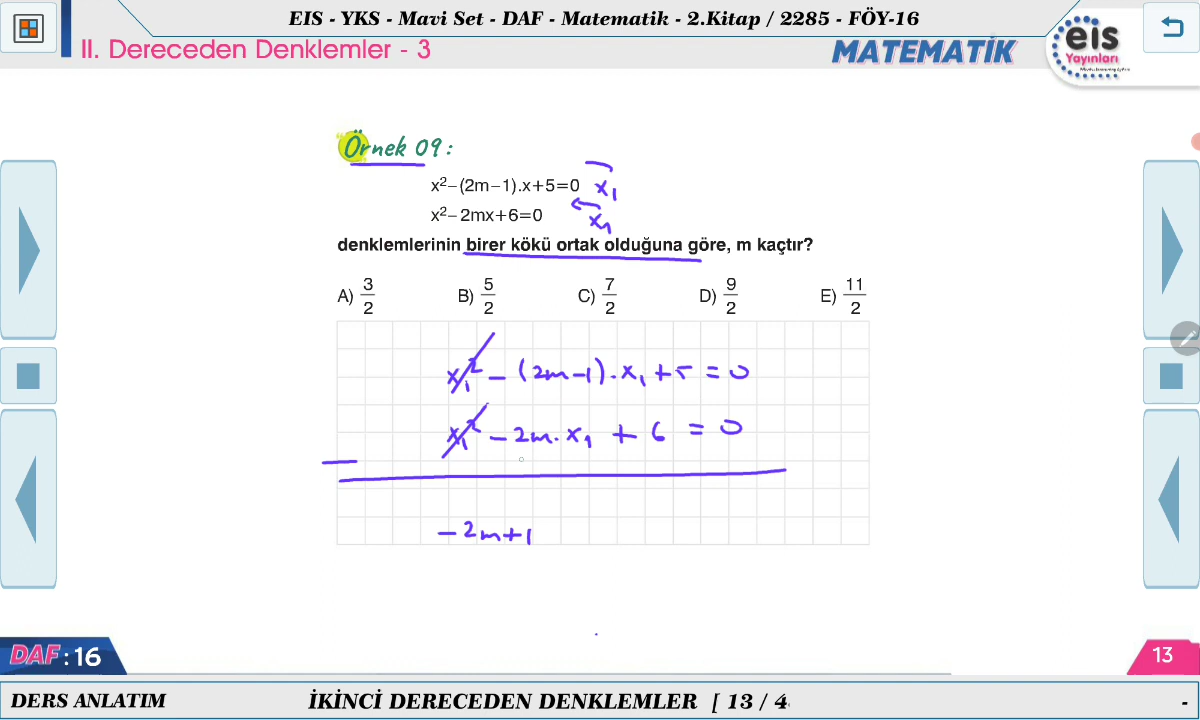 EIS - YKS - Mavi Set - DAF - Matematik - 2.Kitap / 2285 - FÖY-16
II. Dereceden Denklemler - 3
MATEMATİK
eis
Yayınları
Örnek 09:
x²−(2m−1).x+5=0 x₁
x²−2mx+6=0 x₁
denklemlerinin birer kökü ortak olduğuna göre, m kaçtır?
A) 3/2 B) 5/2 C) 7/2 D) 9/2 E) 11/2
x₁² − (2m−1).x₁ + 5 = 0
x₁² − 2m.x₁ + 6 = 0
−
−2m+1
DAF : 16
13
DERS ANLATIM İKİNCİ DERECEDEN DENKLEMLER [ 13 / 4 -